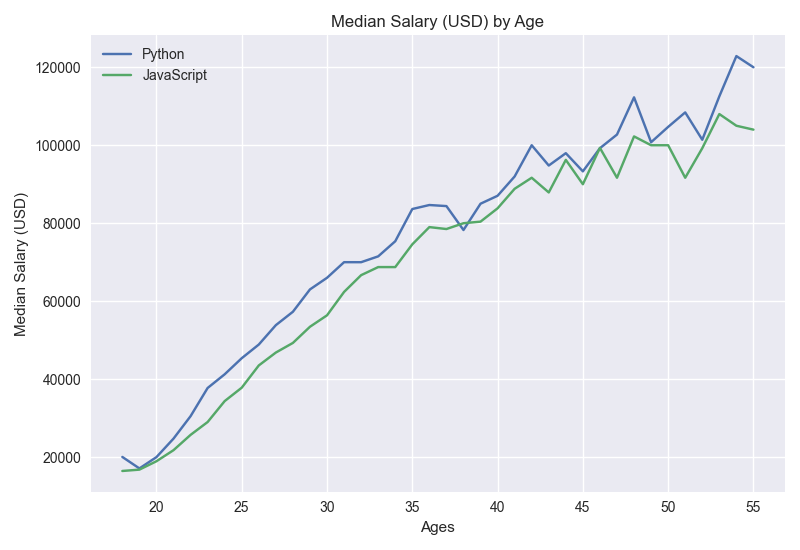 Median Salary (USD) by Age
Python
JavaScript
120000
100000
80000
60000
40000
20000
Median Salary (USD)
20 25 30 35 40 45 50 55
Ages